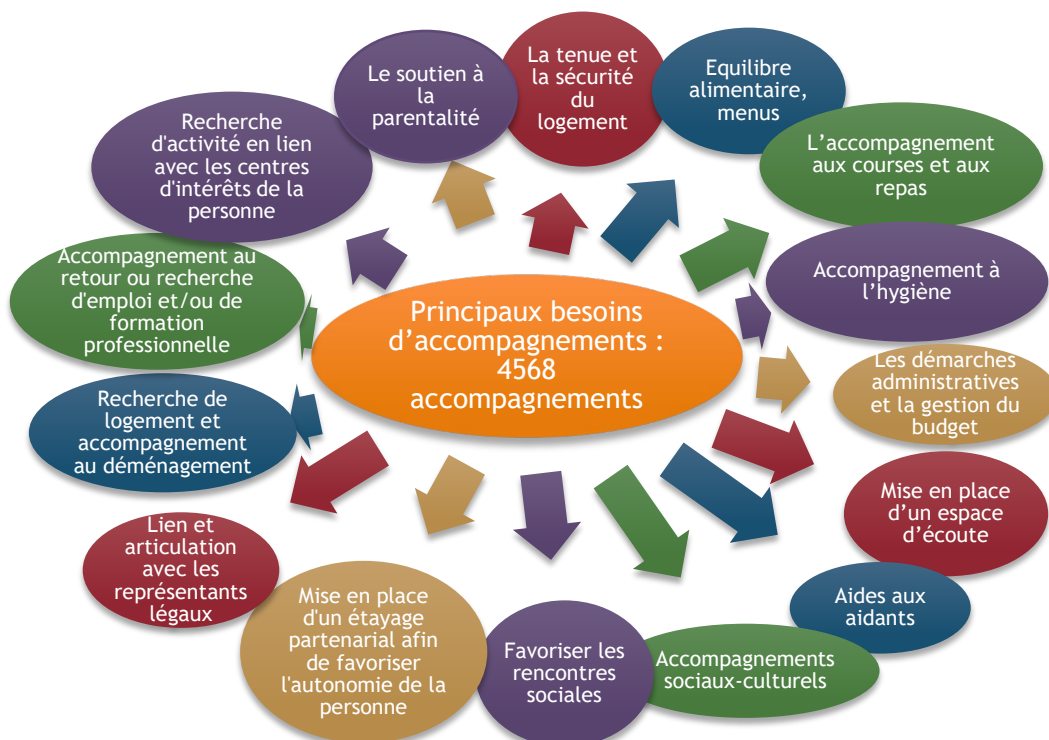 Principaux besoins
d’accompagnements :
4568
accompagnements
La tenue et
la sécurité
du
logement
Equilibre
alimentaire,
menus
L’accompagnement
aux courses et aux
repas
Accompagnement à
l’hygiène
Les démarches
administratives
et la gestion du
budget
Mise en place
d’un espace
d’écoute
Aides aux
aidants
Accompagnements
sociaux-culturels
Favoriser les
rencontres
sociales
Mise en place
d'un étayage
partenarial afin
de favoriser
l'autonomie de la
personne
Lien et
articulation
avec les
représentants
légaux
Recherche de
logement et
accompagnement
au déménagement
Accompagnement au
retour ou recherche
d'emploi et/ou de
formation
professionnelle
Recherche
d'activité en lien
avec les centres
d'intérêts de la
personne
Le soutien à
la
parentalité